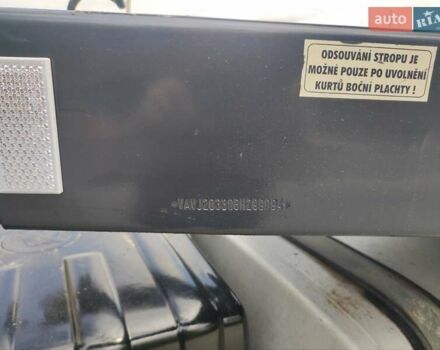 auto RIA
ODSOUVÁNÍ STROPU JE
MOŽNÉ POUZE PO UVOLNĚNÍ
KURTŮ BOČNÍ PLACHTY !